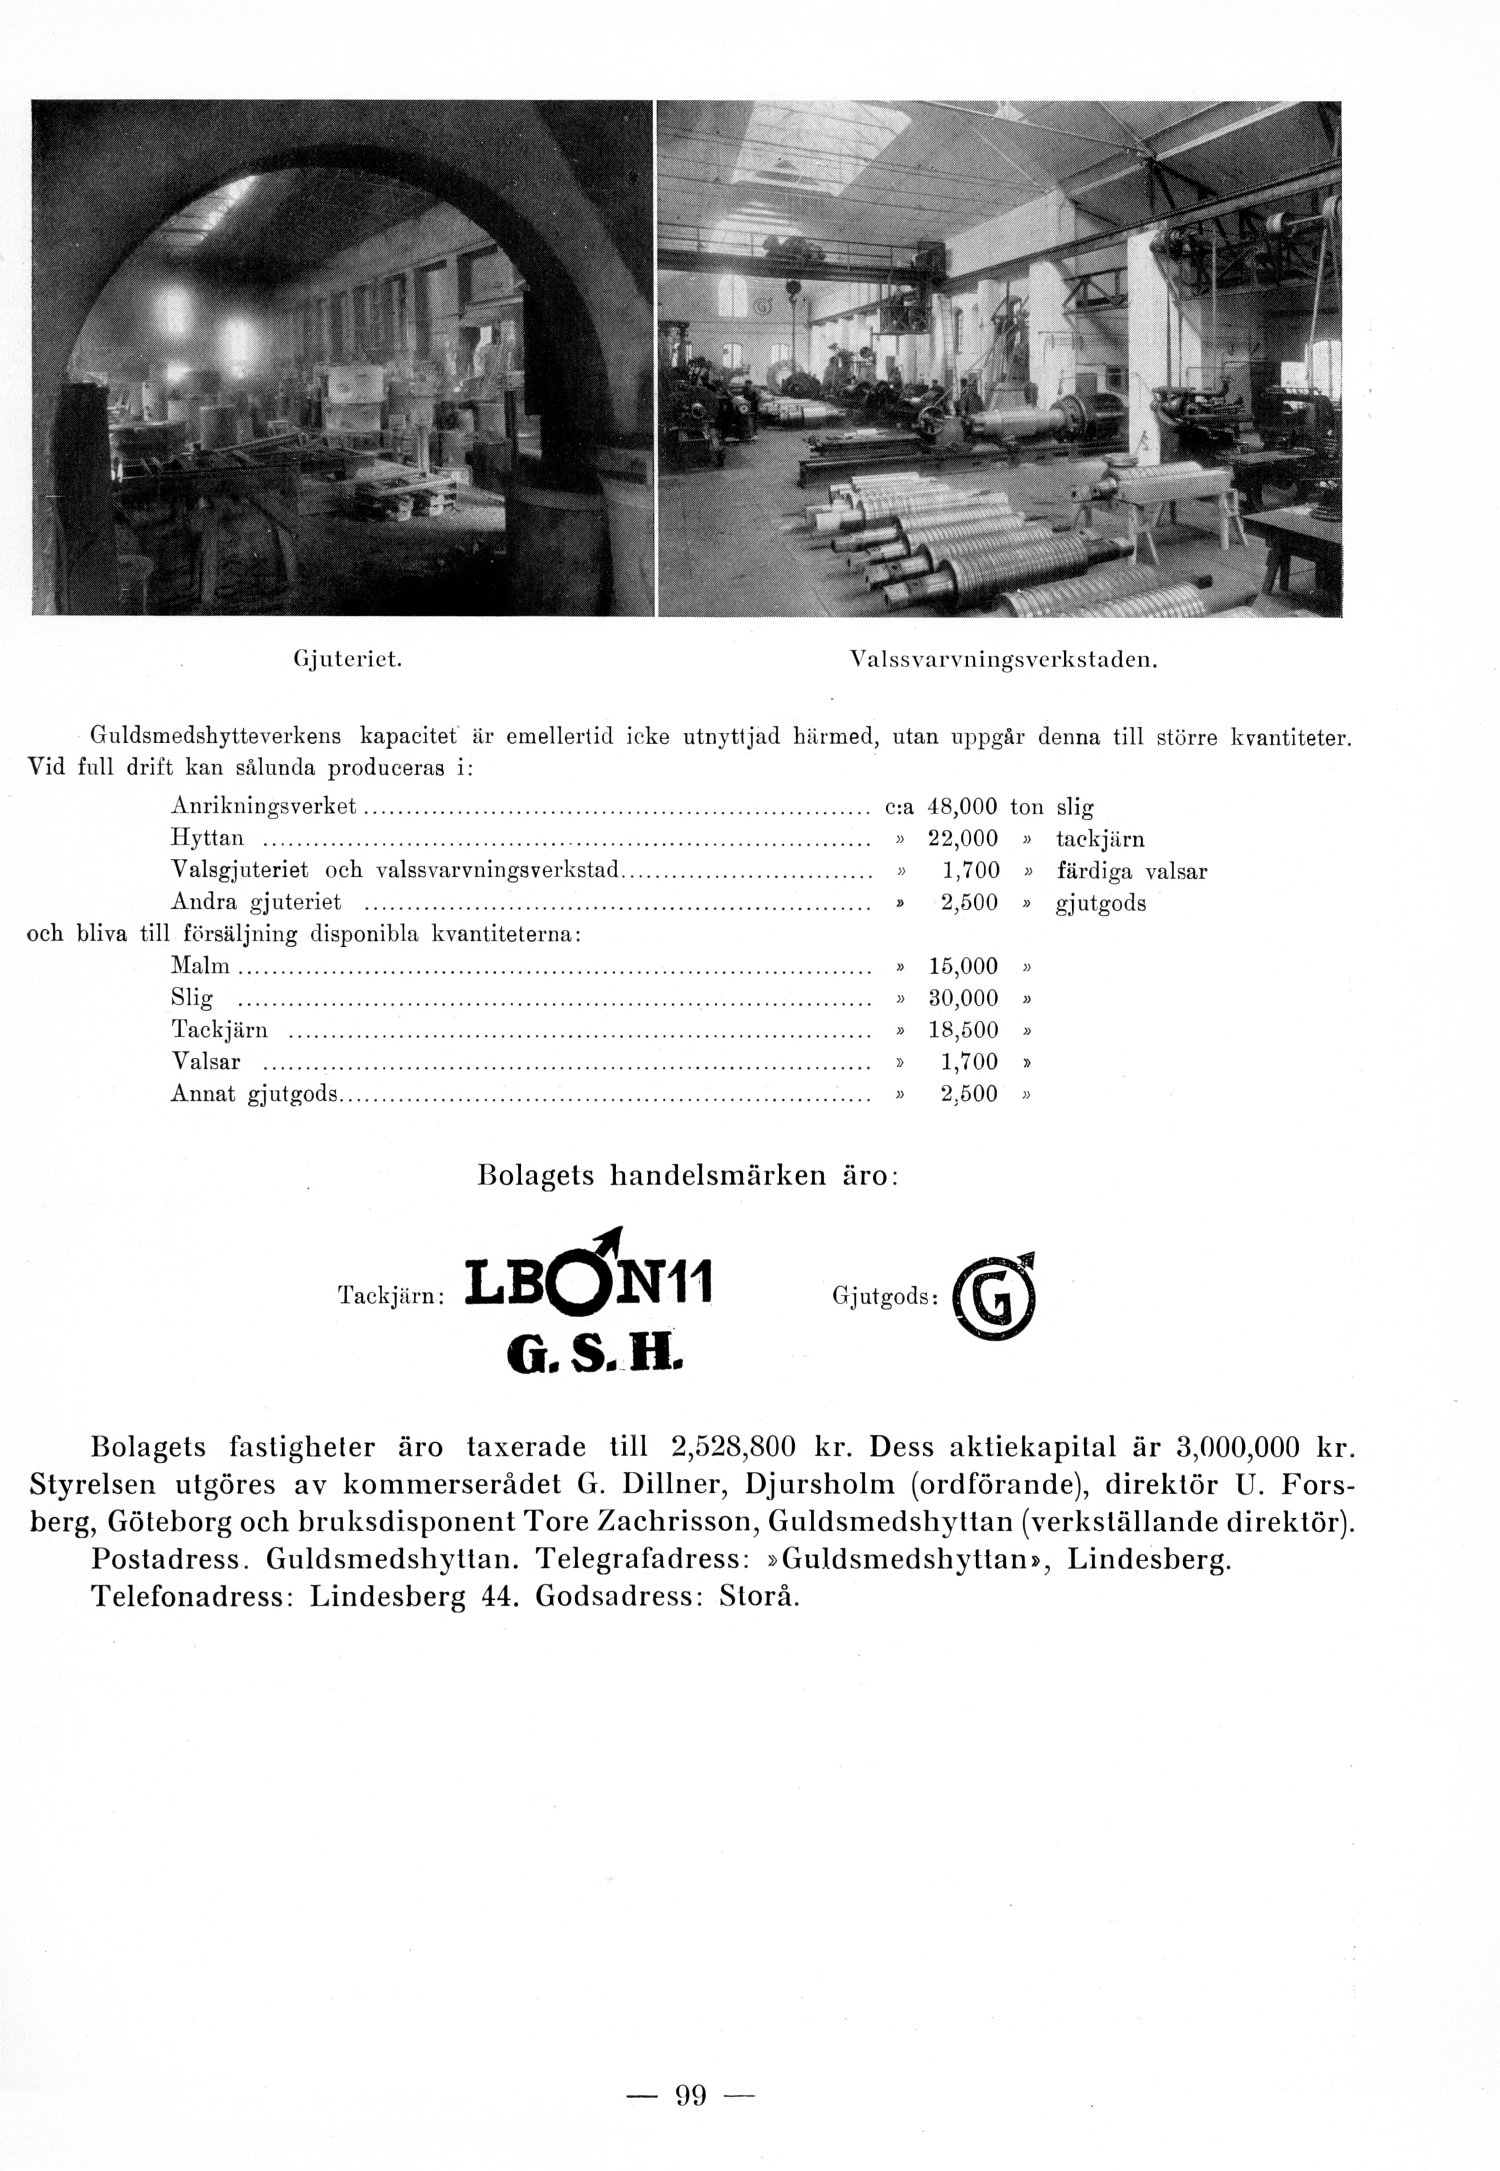 Gjuteriet.
Valssvarvningsverkstaden.
Guldsmedshytteverkens kapacitet är emellertid icke utnyttjad härmed, utan uppgår denna till större kvantiteter.
Vid full drift kan sålunda produceras i:
Anrikningsverket ........ c:a 48,000 ton slig
Hyttan ........ » 22,000 » tackjärn
Valsgjuteriet och valssvarvningsverkstad ........ » 1,700 » färdiga valsar
Andra gjuteriet ........ » 2,500 » gjutgods
och bliva till försäljning disponibla kvantiteterna:
Malm ........ » 15,000 »
Slig ........ » 30,000 »
Tackjärn ........ » 18,500 »
Valsar ........ » 1,700 »
Annat gjutgods ........ » 2,500 »
Bolagets handelsmärken äro:
Tackjärn: LBON11
G. S. H.
Gjutgods: G
Bolagets fastigheter äro taxerade till 2,528,800 kr. Dess aktiekapital är 3,000,000 kr.
Styrelsen utgöres av kommerserådet G. Dillner, Djursholm (ordförande), direktör U. Fors-
berg, Göteborg och bruksdisponent Tore Zachrisson, Guldsmedshyttan (verkställande direktör).
Postadress. Guldsmedshyttan. Telegrafadress: »Guldsmedshyttan», Lindesberg.
Telefonadress: Lindesberg 44. Godsadress: Storå.
— 99 —